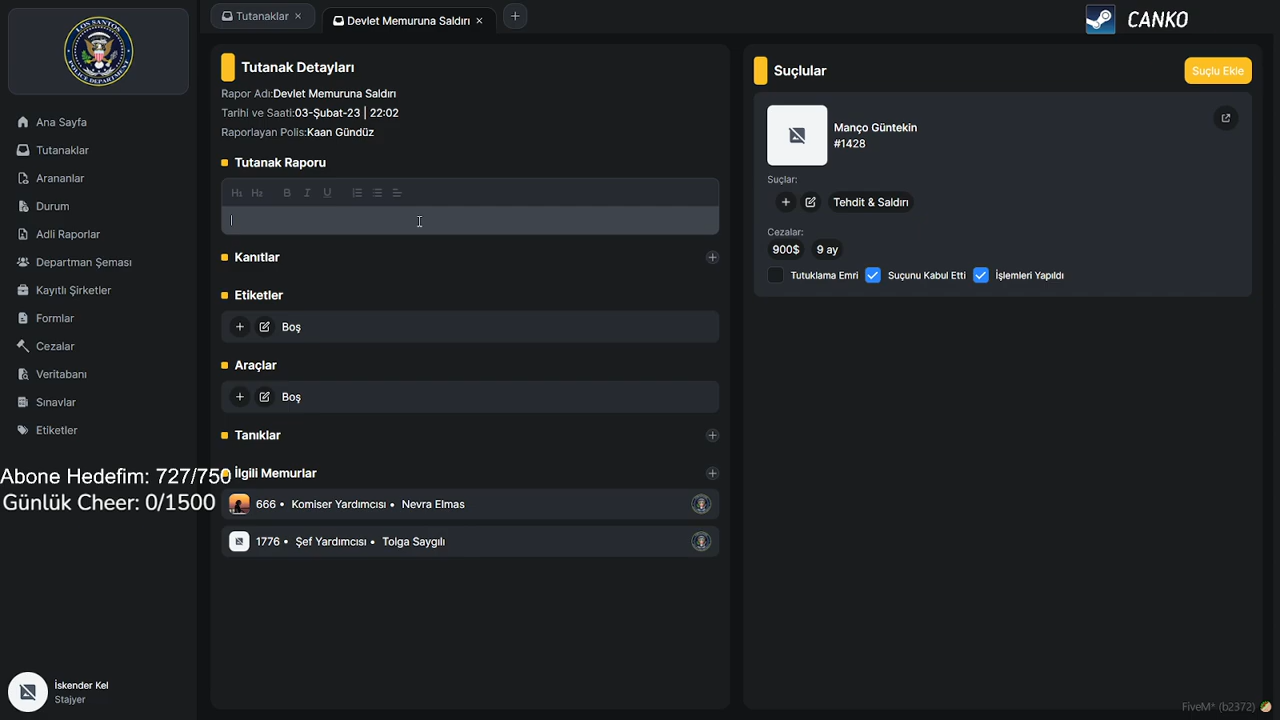 Tutanaklar ×
Devlet Memuruna Saldırı ×
+
CANKO
LOS SANTOS
POLICE DEPARTMENT
Ana Sayfa
Tutanaklar
Arananlar
Durum
Adli Raporlar
Departman Şeması
Kayıtlı Şirketler
Formlar
Cezalar
Veritabanı
Sınavlar
Etiketler
Abone Hedefim: 727/750
Günlük Cheer: 0/1500
İskender Kel
Stajyer
Tutanak Detayları
Rapor Adı:Devlet Memuruna Saldırı
Tarihi ve Saati:03-Şubat-23 | 22:02
Raporlayan Polis:Kaan Gündüz
Tutanak Raporu
H1 H2 B I U
Kanıtlar +
Etiketler
+ Boş
Araçlar
+ Boş
Tanıklar +
İlgili Memurlar +
666 • Komiser Yardımcısı • Nevra Elmas
1776 • Şef Yardımcısı • Tolga Saygılı
Suçlular
Suçlu Ekle
Manço Güntekin
#1428
Suçlar:
+ Tehdit & Saldırı
Cezalar:
900$ 9 ay
Tutuklama Emri Suçunu Kabul Etti İşlemleri Yapıldı
FiveM* (b2372)